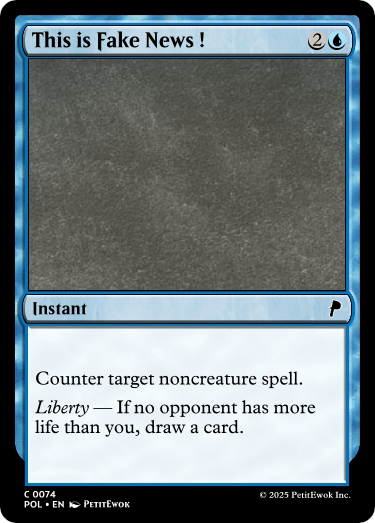 This is Fake News ! 2
Instant
Counter target noncreature spell.
Liberty — If no opponent has more
life than you, draw a card.
C 0074
POL • EN PETITEWOK
© 2025 PetitEwok Inc.